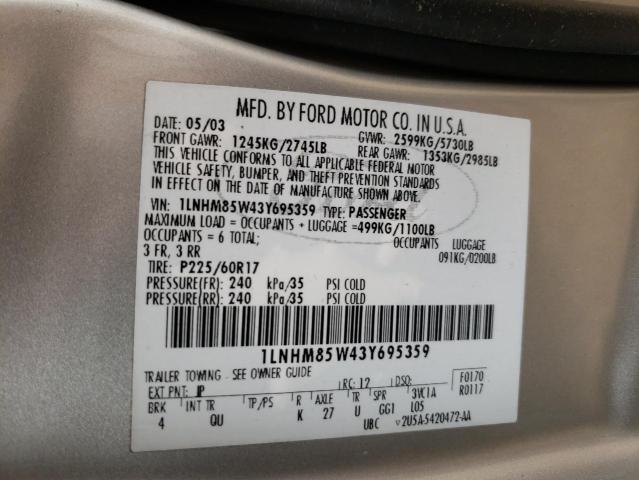 MFD. BY FORD MOTOR CO. IN U.S.A.
DATE: 05/03 GVWR: 2599KG/5730LB
FRONT GAWR: 1245KG/2745LB REAR GAWR: 1353KG/2985LB
THIS VEHICLE CONFORMS TO ALL APPLICABLE FEDERAL MOTOR
VEHICLE SAFETY, BUMPER, AND THEFT PREVENTION STANDARDS
IN EFFECT ON THE DATE OF MANUFACTURE SHOWN ABOVE.
VIN: 1LNHM85W43Y695359 TYPE: PASSENGER
MAXIMUM LOAD = OCCUPANTS + LUGGAGE =499KG/1100LB
OCCUPANTS = 6 TOTAL; OCCUPANTS LUGGAGE
3 FR, 3 RR 091KG/0200LB
TIRE: P225/60R17
PRESSURE(FR): 240 kPa/35 PSI COLD
PRESSURE(RR): 240 kPa/35 PSI COLD
1LNHM85W43Y695359
TRAILER TOWING - SEE OWNER GUIDE
EXT PNT: JP RC: 12 DSO: F0170
BRK INT TR TP/PS R AXLE TR SPR 3VC1A R0117
4 QU K 27 U GG1 L05
UBC 2U5A-5420472-AA